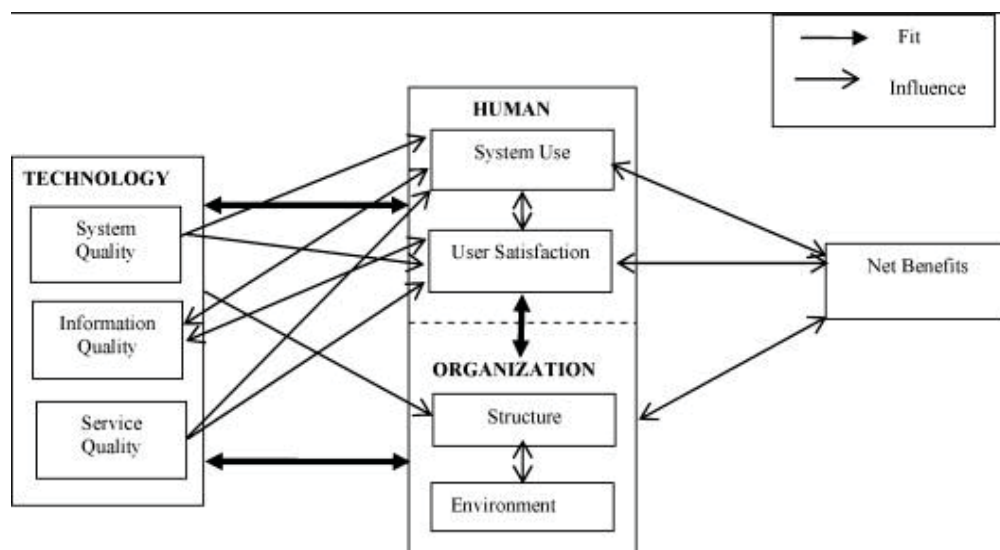 Fit
Influence
HUMAN
System Use
TECHNOLOGY
System
Quality
User Satisfaction
Net Benefits
Information
Quality
ORGANIZATION
Structure
Service
Quality
Environment